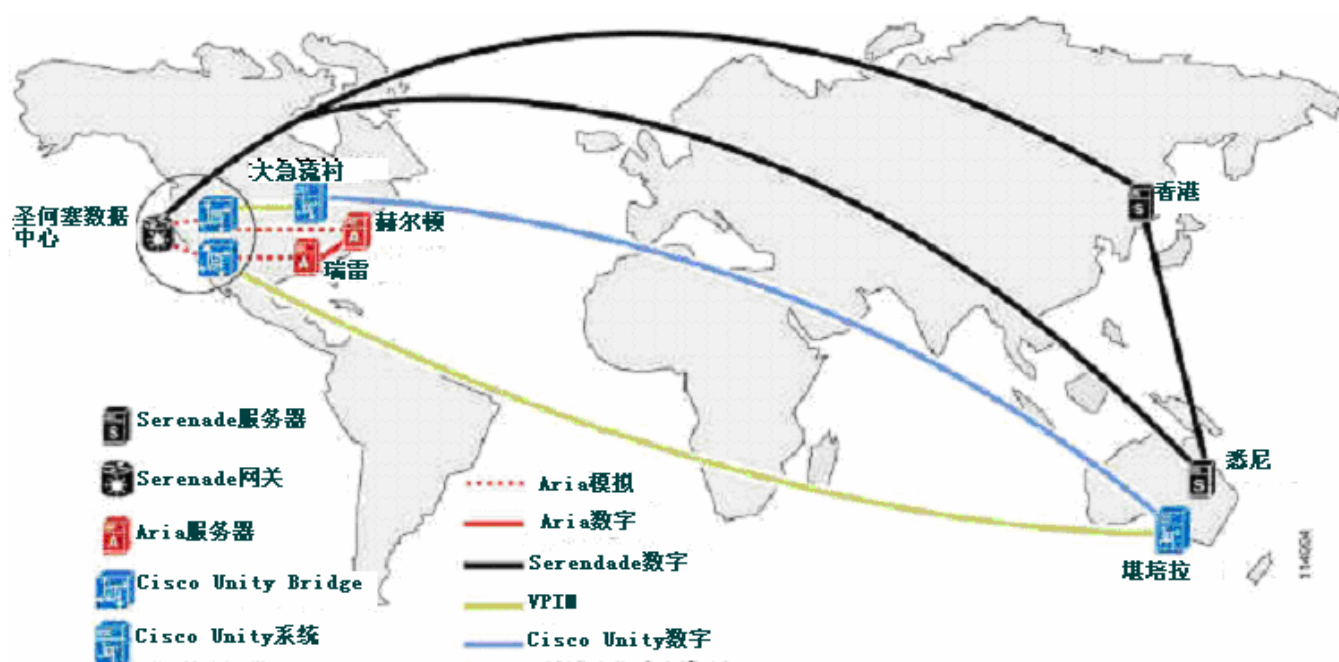 大急流村
香港
圣何塞数据
中心
赫尔顿
瑞雷
悉尼
堪培拉
114904
Serenade服务器
Serenade网关
Aria服务器
Cisco Unity Bridge
Cisco Unity系统
Aria模拟
Aria数字
Serendade数字
VPIM
Cisco Unity数字